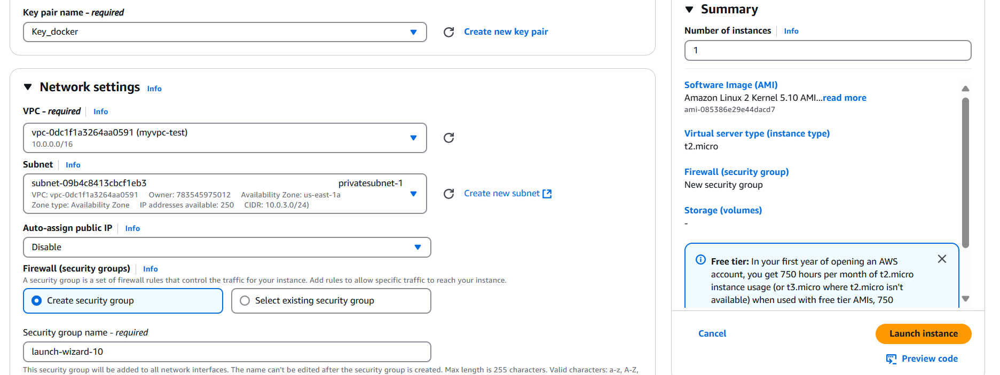 Key pair name - required
Key_docker
Create new key pair
Network settings Info
VPC - required Info
vpc-0dc1f1a3264aa0591 (myvpc-test)
10.0.0.0/16
Subnet Info
subnet-09b4c8413cbcf1eb3 privatesubnet-1
VPC: vpc-0dc1f1a3264aa0591 Owner: 783545975012 Availability Zone: us-east-1a
Zone type: Availability Zone IP addresses available: 250 CIDR: 10.0.3.0/24)
Create new subnet
Auto-assign public IP Info
Disable
Firewall (security groups) Info
A security group is a set of firewall rules that control the traffic for your instance. Add rules to allow specific traffic to reach your instance.
Create security group
Select existing security group
Security group name - required
launch-wizard-10
This security group will be added to all network interfaces. The name can't be edited after the security group is created. Max length is 255 characters. Valid characters: a-z, A-Z,
Summary
Number of instances Info
1
Software Image (AMI)
Amazon Linux 2 Kernel 5.10 AMI...read more
ami-085386e29e44dacd7
Virtual server type (instance type)
t2.micro
Firewall (security group)
New security group
Storage (volumes)
-
Free tier: In your first year of opening an AWS
account, you get 750 hours per month of t2.micro
instance usage (or t3.micro where t2.micro isn't
available) when used with free tier AMIs, 750
Cancel
Launch instance
Preview code